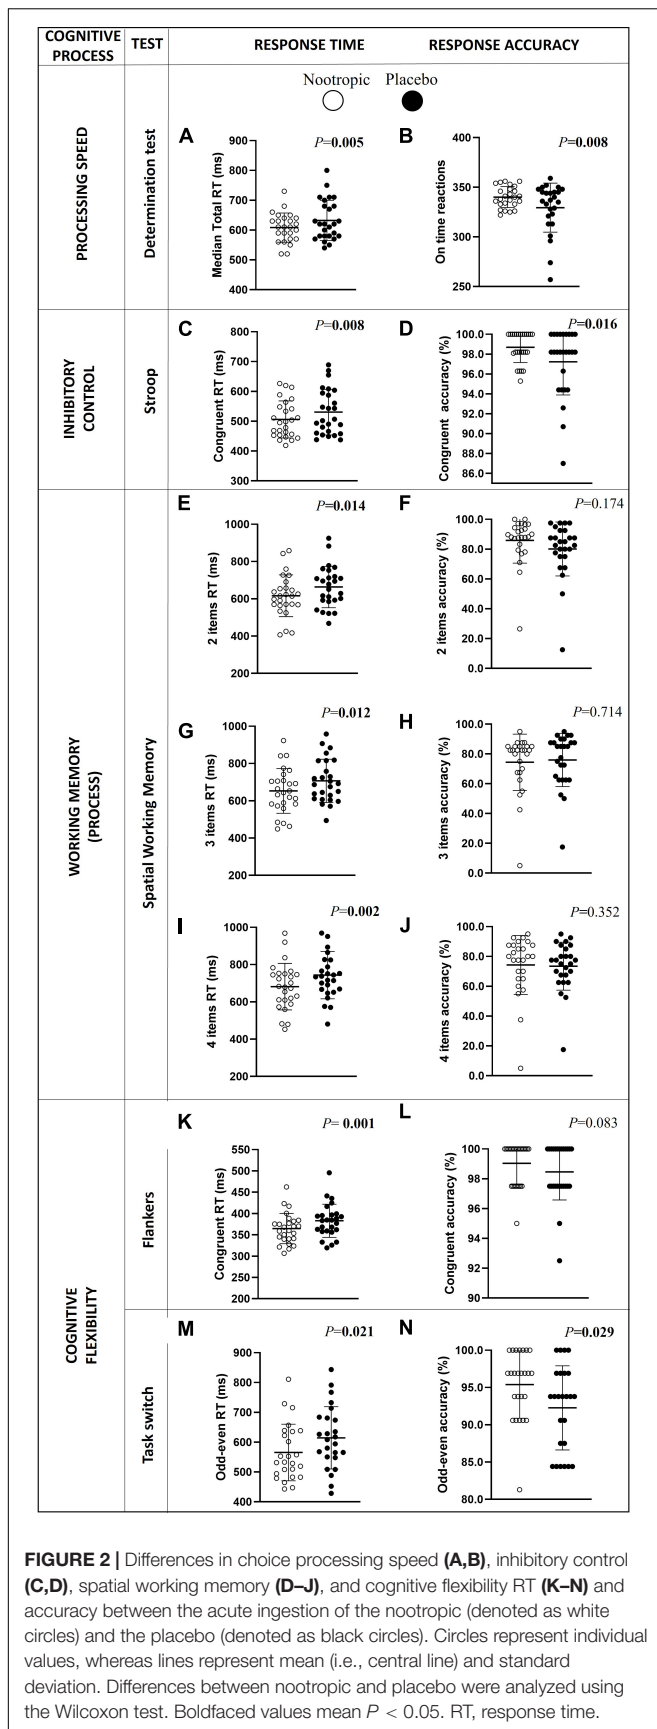 COGNITIVE PROCESS TEST RESPONSE TIME RESPONSE ACCURACY
Nootropic Placebo
PROCESSING SPEED
Determination test
A
P=0.005
Median Total RT (ms)
900
800
700
600
500
400
B
P=0.008
On time reactions
400
350
300
250
INHIBITORY CONTROL
Stroop
C
P=0.008
Congruent RT (ms)
800
700
600
500
400
300
D
P=0.016
Congruent accuracy (%)
100.0
98.0
96.0
94.0
92.0
90.0
88.0
86.0
WORKING MEMORY (PROCESS)
Spatial Working Memory
E
P=0.014
2 items RT (ms)
1000
800
600
400
200
F
P=0.174
2 items accuracy (%)
100.0
80.0
60.0
40.0
20.0
0.0
G
P=0.012
3 items RT (ms)
1000
800
600
400
200
H
P=0.714
3 items accuracy (%)
100.0
80.0
60.0
40.0
20.0
0.0
I
P=0.002
4 items RT (ms)
1000
800
600
400
200
J
P=0.352
4 items accuracy (%)
100.0
80.0
60.0
40.0
20.0
0.0
COGNITIVE FLEXIBILITY
Flankers
K
P= 0.001
Congruent RT (ms)
550
500
450
400
350
300
250
200
L
P=0.083
Congruent accuracy (%)
100
98
96
94
92
90
Task switch
M
P=0.021
Odd-even RT (ms)
900
800
700
600
500
400
N
P=0.029
Odd-even accuracy (%)
100.0
95.0
90.0
85.0
80.0
FIGURE 2 | Differences in choice processing speed (A,B), inhibitory control
(C,D), spatial working memory (D–J), and cognitive flexibility RT (K–N) and
accuracy between the acute ingestion of the nootropic (denoted as white
circles) and the placebo (denoted as black circles). Circles represent individual
values, whereas lines represent mean (i.e., central line) and standard
deviation. Differences between nootropic and placebo were analyzed using
the Wilcoxon test. Boldfaced values mean P < 0.05. RT, response time.